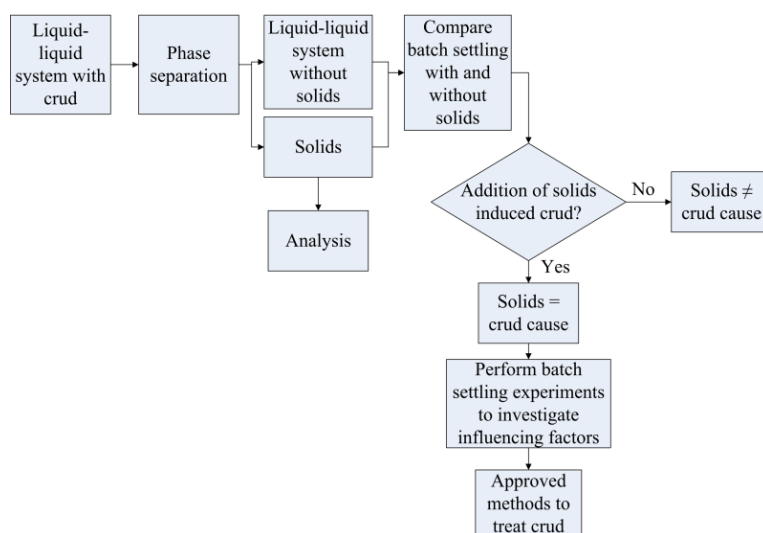 Liquid-
liquid
system with
crud
Phase
separation
Liquid-liquid
system
without
solids
Solids
Analysis
Compare
batch settling
with and
without
solids
Addition of solids
induced crud?
No
Solids ≠
crud cause
Yes
Solids =
crud cause
Perform batch
settling experiments
to investigate
influencing factors
Approved
methods to
treat crud